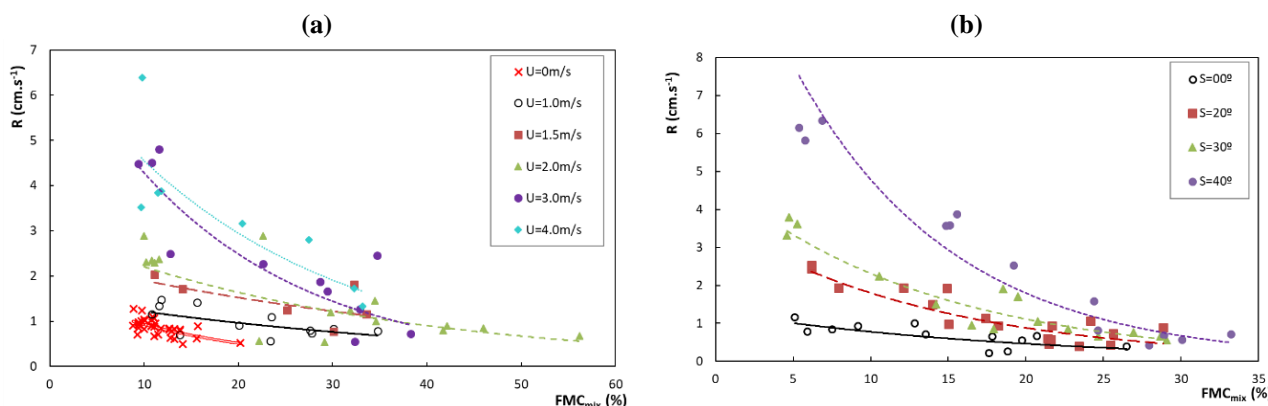 (a)
R (cm.s⁻¹)
7
6
5
4
3
2
1
0
0 10 20 30 40 50 60
FMCmix (%)
U=0m/s
U=1.0m/s
U=1.5m/s
U=2.0m/s
U=3.0m/s
U=4.0m/s
(b)
R (cm.s⁻¹)
8
7
6
5
4
3
2
1
0
0 5 10 15 20 25 30 35
FMCmix (%)
S=00º
S=20º
S=30º
S=40º